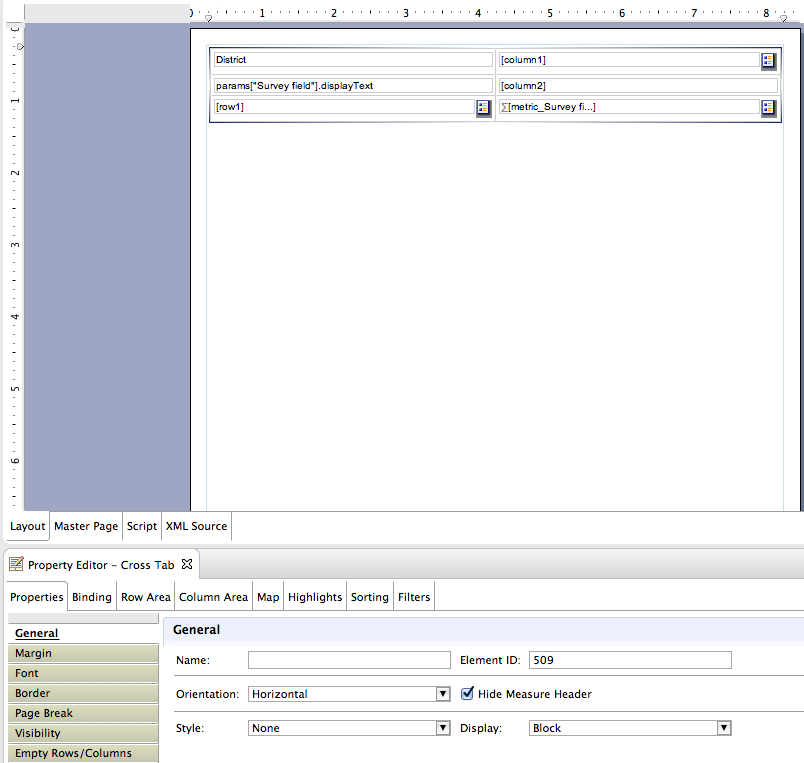 0 1 2 3 4 5 6 7 8
District [column1]
params["Survey field"].displayText [column2]
[row1] Σ[metric_Survey fi...]
0
1
2
3
4
5
6
Layout Master Page Script XML Source
Property Editor - Cross Tab
Properties Binding Row Area Column Area Map Highlights Sorting Filters
General
Margin
Font
Border
Page Break
Visibility
Empty Rows/Columns
General
Name: Element ID: 509
Orientation: Horizontal Hide Measure Header
Style: None Display: Block